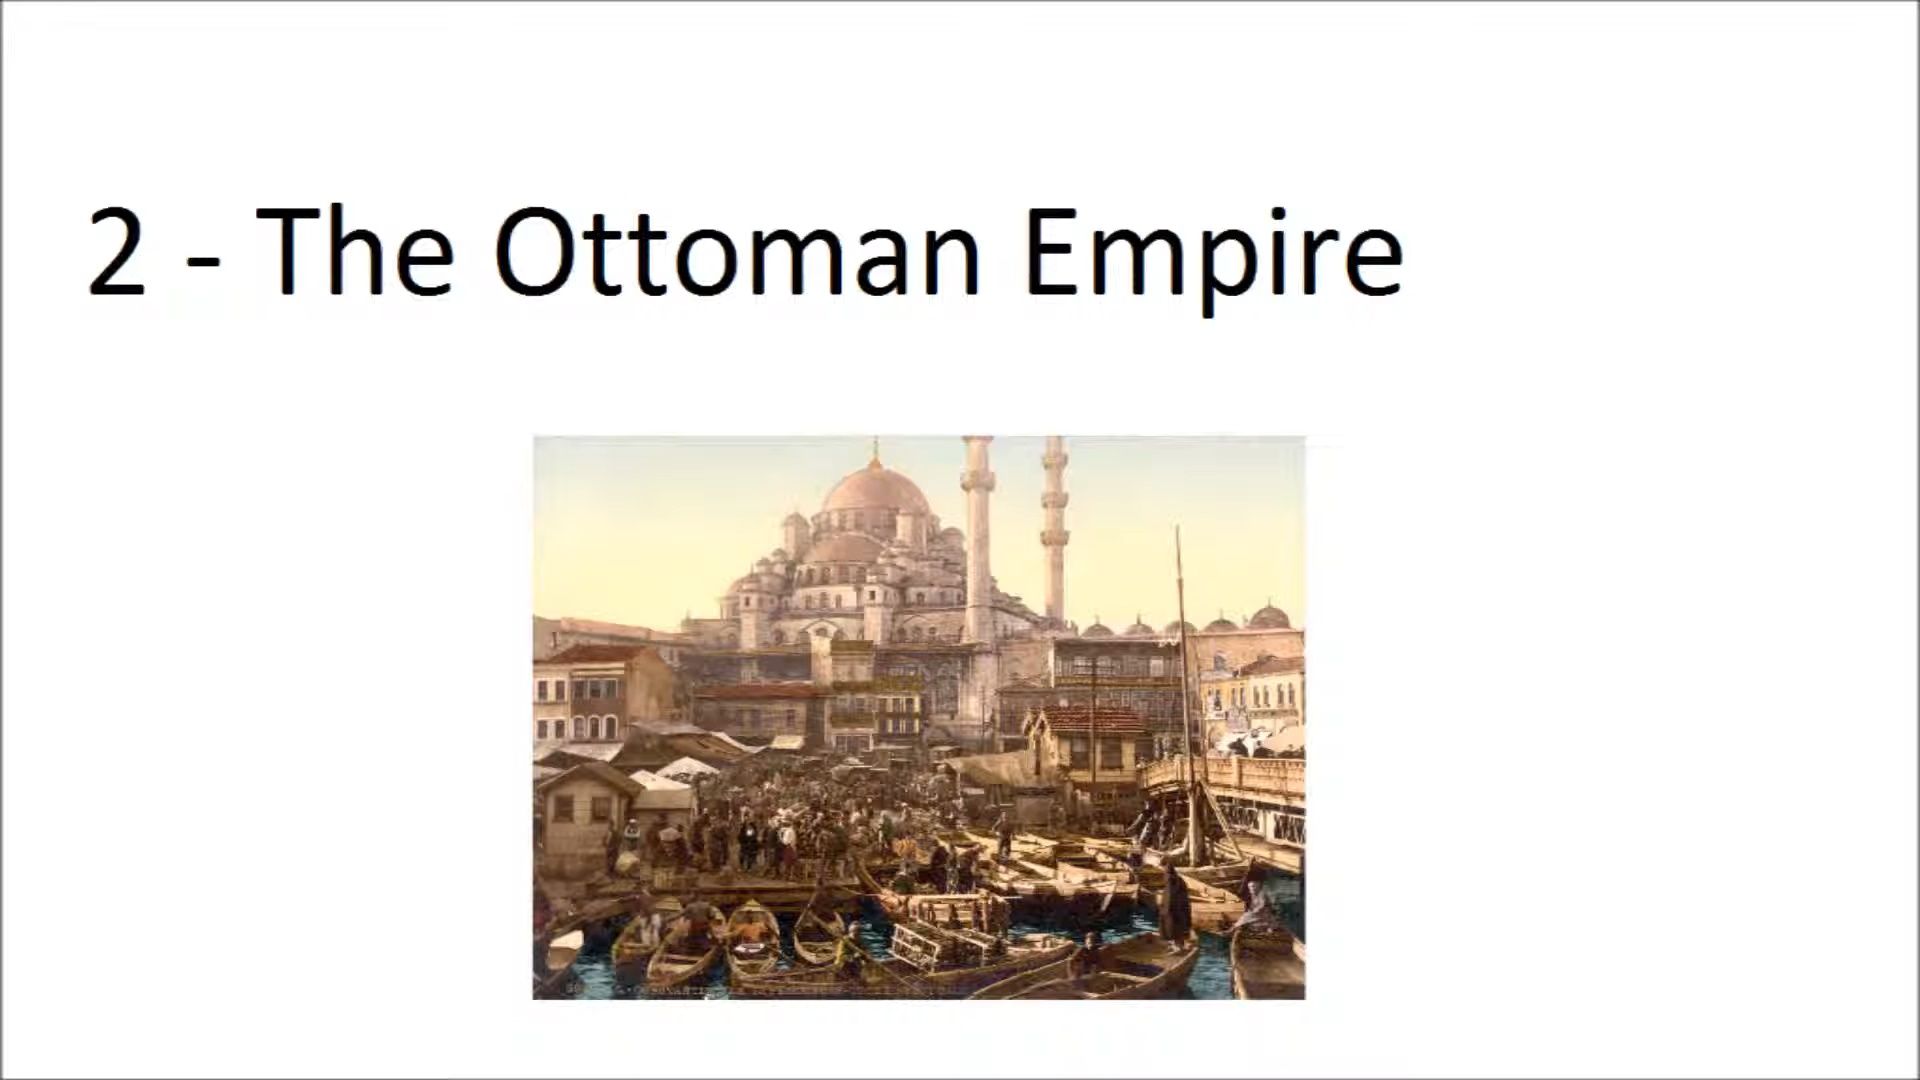 2 - The Ottoman Empire